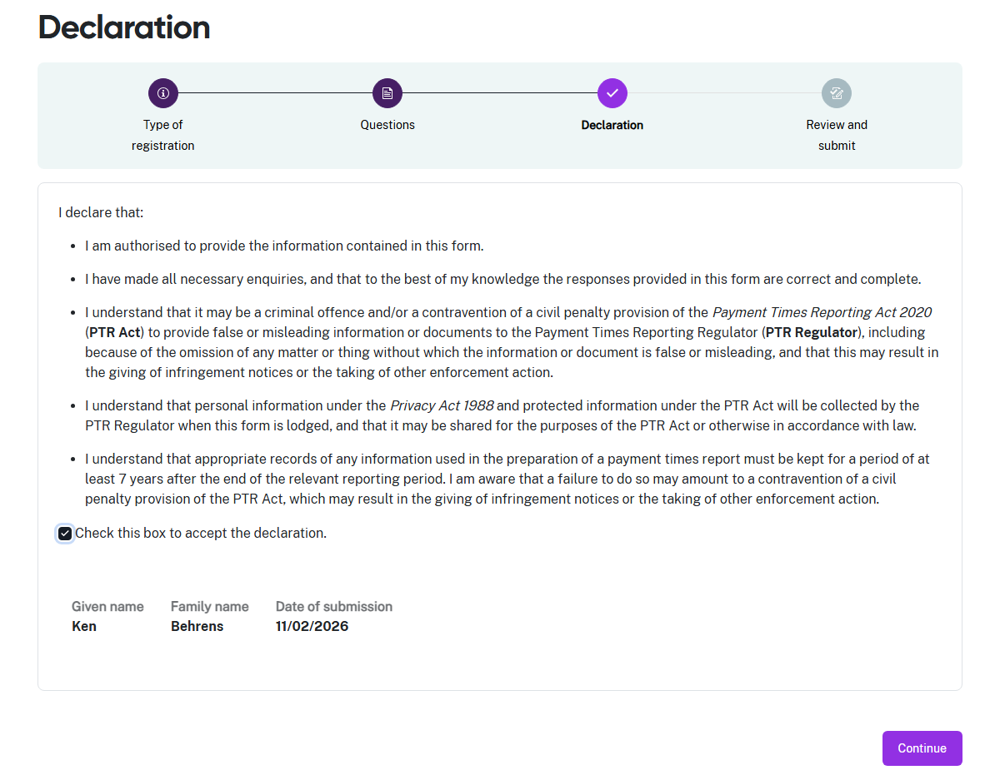 Declaration
Type of
registration
Questions
Declaration
Review and
submit
I declare that:
• I am authorised to provide the information contained in this form.
• I have made all necessary enquiries, and that to the best of my knowledge the responses provided in this form are correct and complete.
• I understand that it may be a criminal offence and/or a contravention of a civil penalty provision of the Payment Times Reporting Act 2020
(PTR Act) to provide false or misleading information or documents to the Payment Times Reporting Regulator (PTR Regulator), including
because of the omission of any matter or thing without which the information or document is false or misleading, and that this may result in
the giving of infringement notices or the taking of other enforcement action.
• I understand that personal information under the Privacy Act 1988 and protected information under the PTR Act will be collected by the
PTR Regulator when this form is lodged, and that it may be shared for the purposes of the PTR Act or otherwise in accordance with law.
• I understand that appropriate records of any information used in the preparation of a payment times report must be kept for a period of at
least 7 years after the end of the relevant reporting period. I am aware that a failure to do so may amount to a contravention of a civil
penalty provision of the PTR Act, which may result in the giving of infringement notices or the taking of other enforcement action.
Check this box to accept the declaration.
Given name Family name Date of submission
Ken Behrens 11/02/2026
Continue